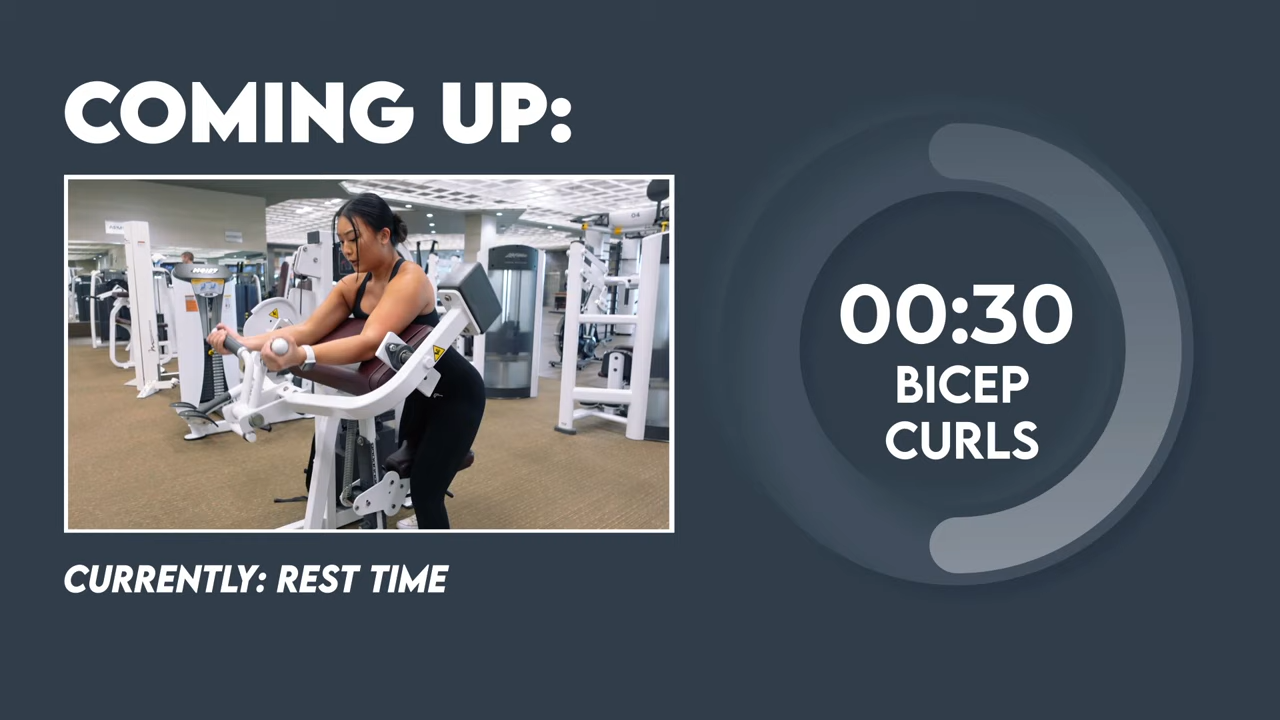 COMING UP:
00:30
BICEP
CURLS
CURRENTLY: REST TIME